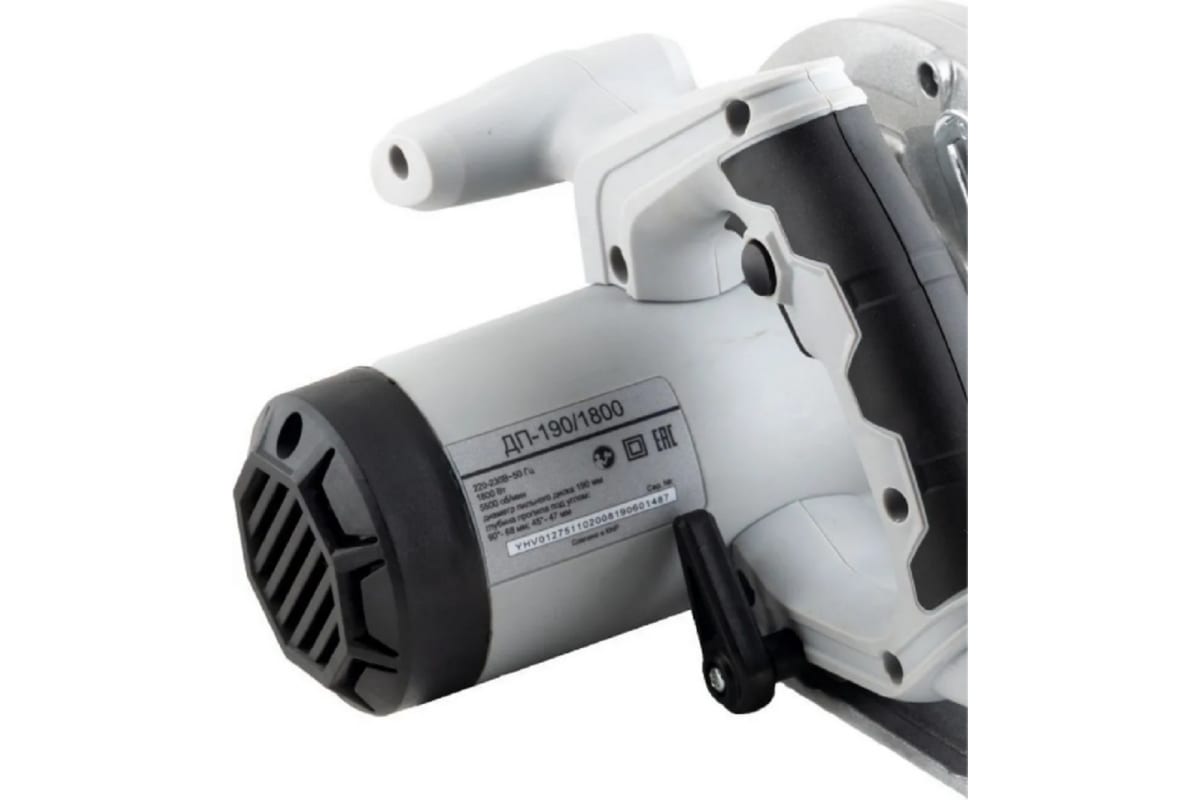 ДП-190/1800
EAC
220-230В~50 Гц
1800 Вт
5500 об/мин
диаметр пильного диска 190 мм
глубина пропила под углом:
90°- 68 мм; 45°- 47 мм
Сер. №
YHV012751102008190601487
Сделано в КНР